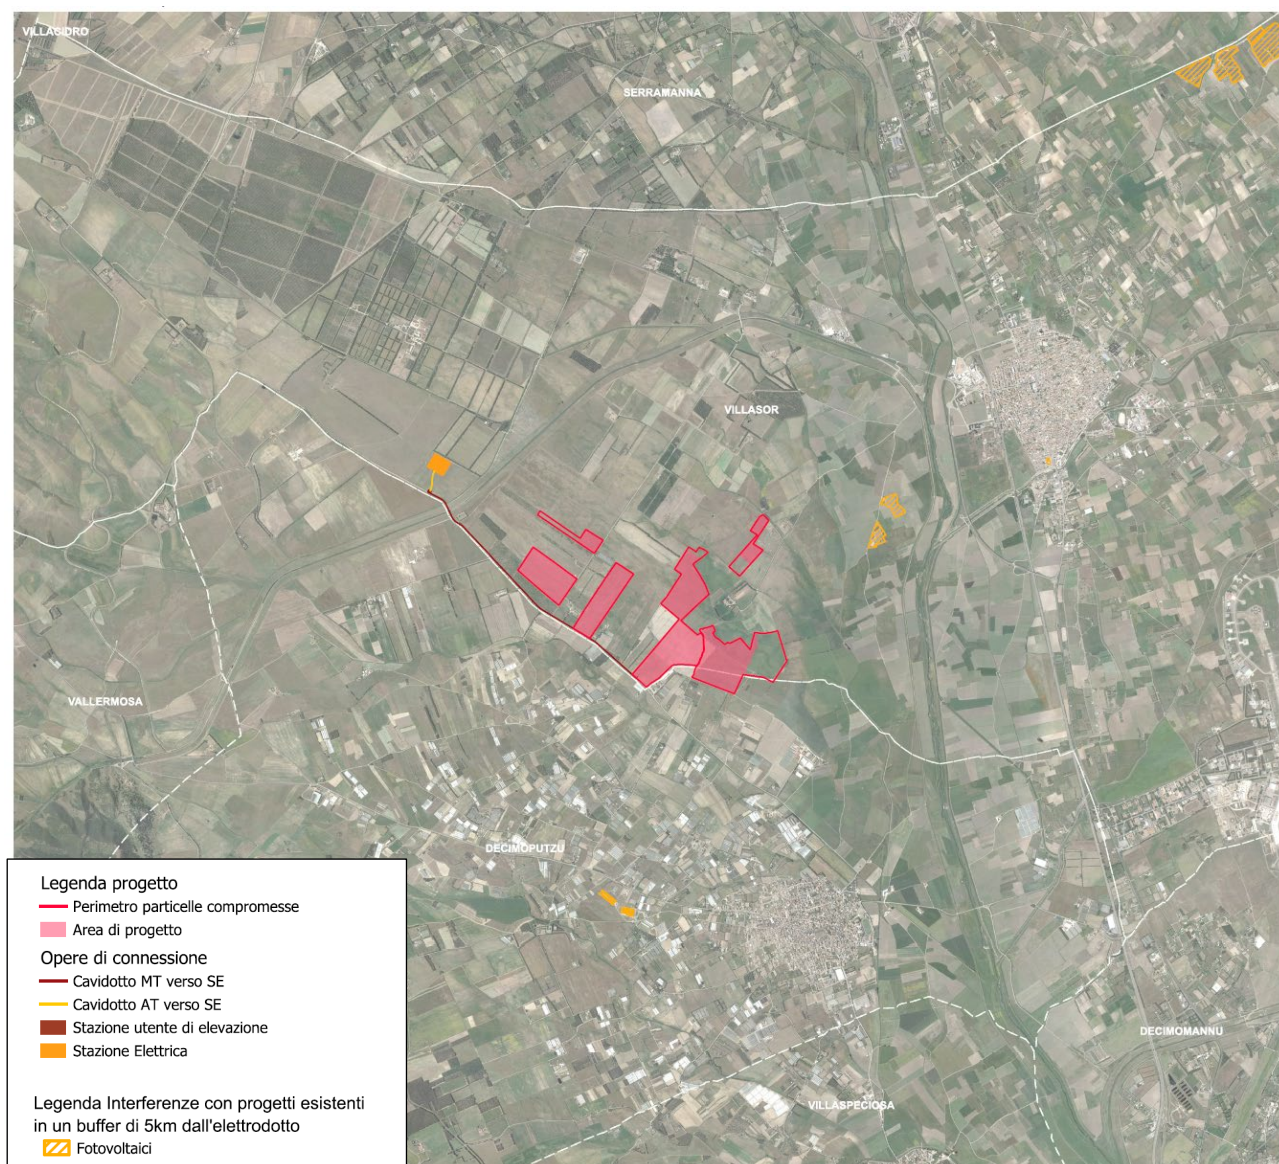 VILLACIDRO
SERRAMANNA
VILLASOR
VALLERMOSA
DECIMOPUTZU
DECIMOMANNU
VILLASPECIOSA
Legenda progetto
Perimetro particelle compromesse
Area di progetto
Opere di connessione
Cavidotto MT verso SE
Cavidotto AT verso SE
Stazione utente di elevazione
Stazione Elettrica
Legenda Interferenze con progetti esistenti
in un buffer di 5km dall'elettrodotto
Fotovoltaici